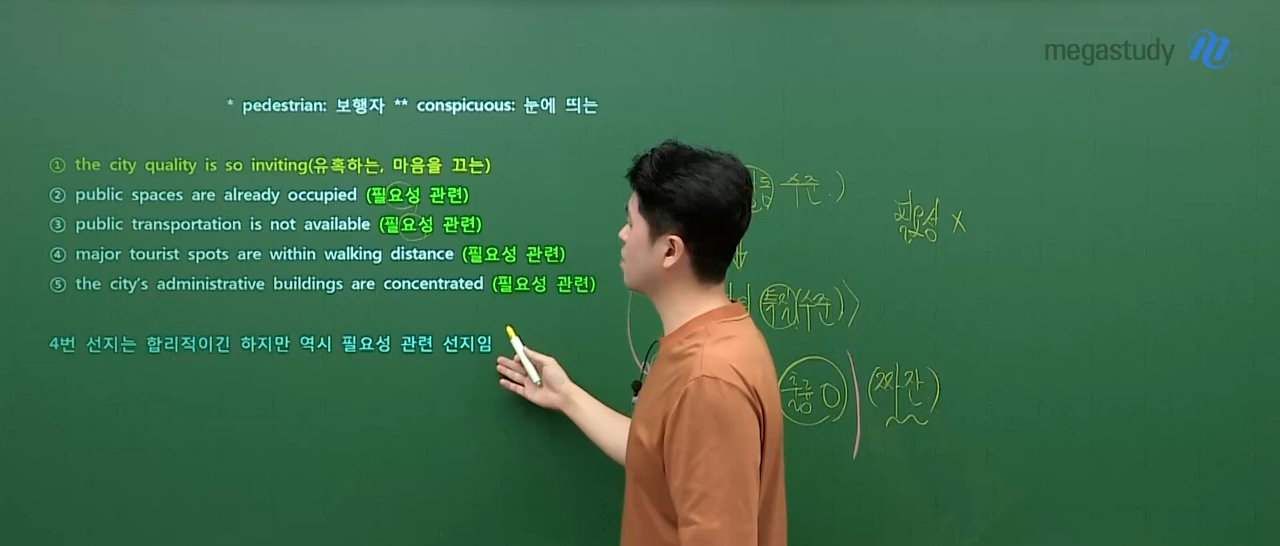 megastudy
* pedestrian: 보행자 ** conspicuous: 눈에 띄는
① the city quality is so inviting(유혹하는, 마음을 끄는)
② public spaces are already occupied (필요성 관련)
③ public transportation is not available (필요성 관련)
④ major tourist spots are within walking distance (필요성 관련)
⑤ the city's administrative buildings are concentrated (필요성 관련)
4번 선지는 합리적이긴 하지만 역시 필요성 관련 선지임
수준.)
필요성 X
특징(수준)〉
훌륭 O